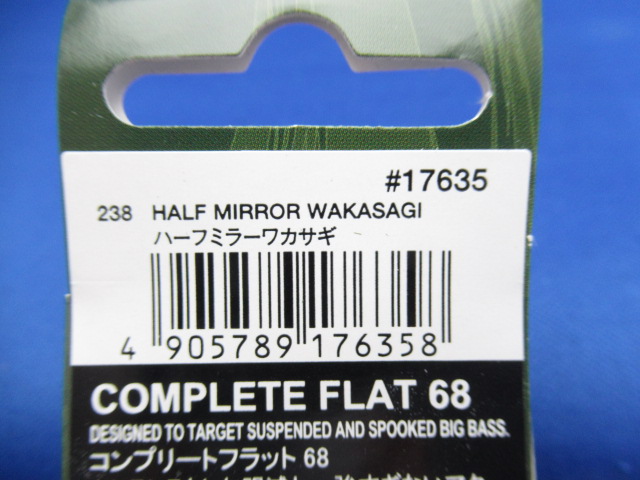 #17635
238 HALF MIRROR WAKASAGI
ハーフミラーワカサギ
4 905789 176358
COMPLETE FLAT 68
DESIGNED TO TARGET SUSPENDED AND SPOOKED BIG BASS.
コンプリートフラット 68